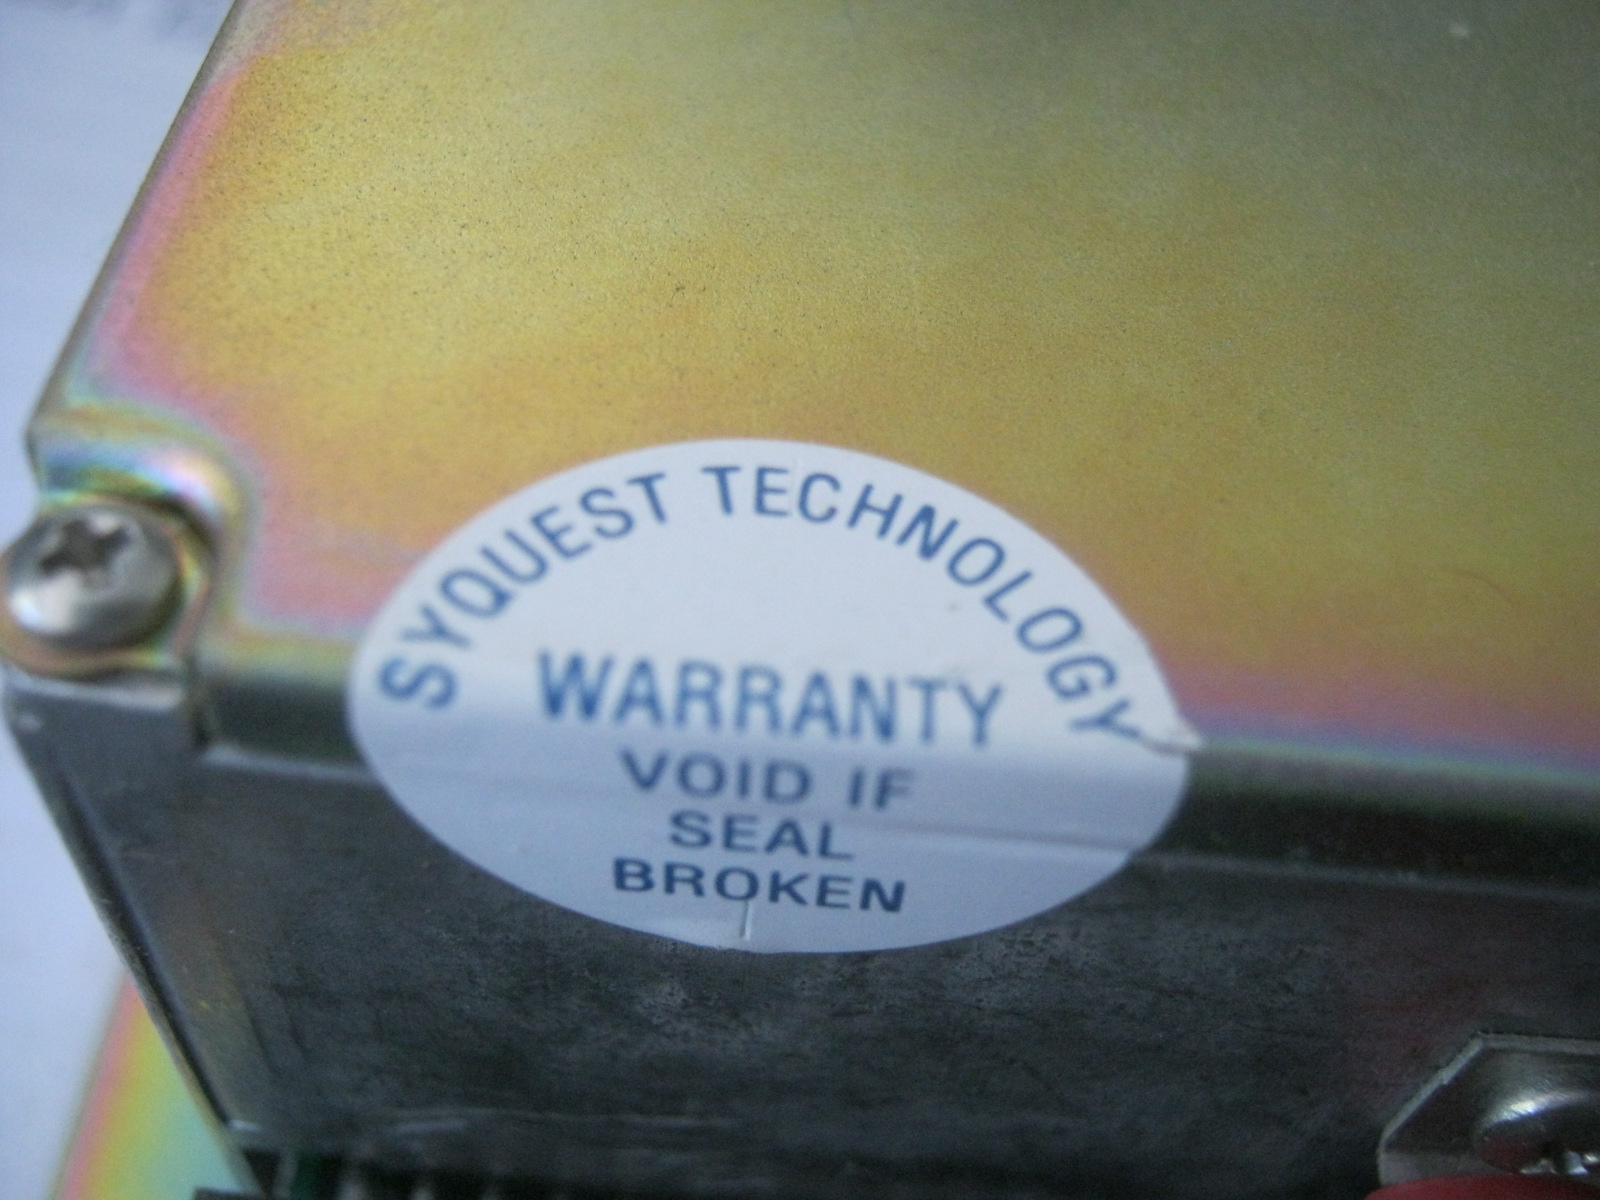 SYQUEST TECHNOLOGY
WARRANTY
VOID IF
SEAL
BROKEN